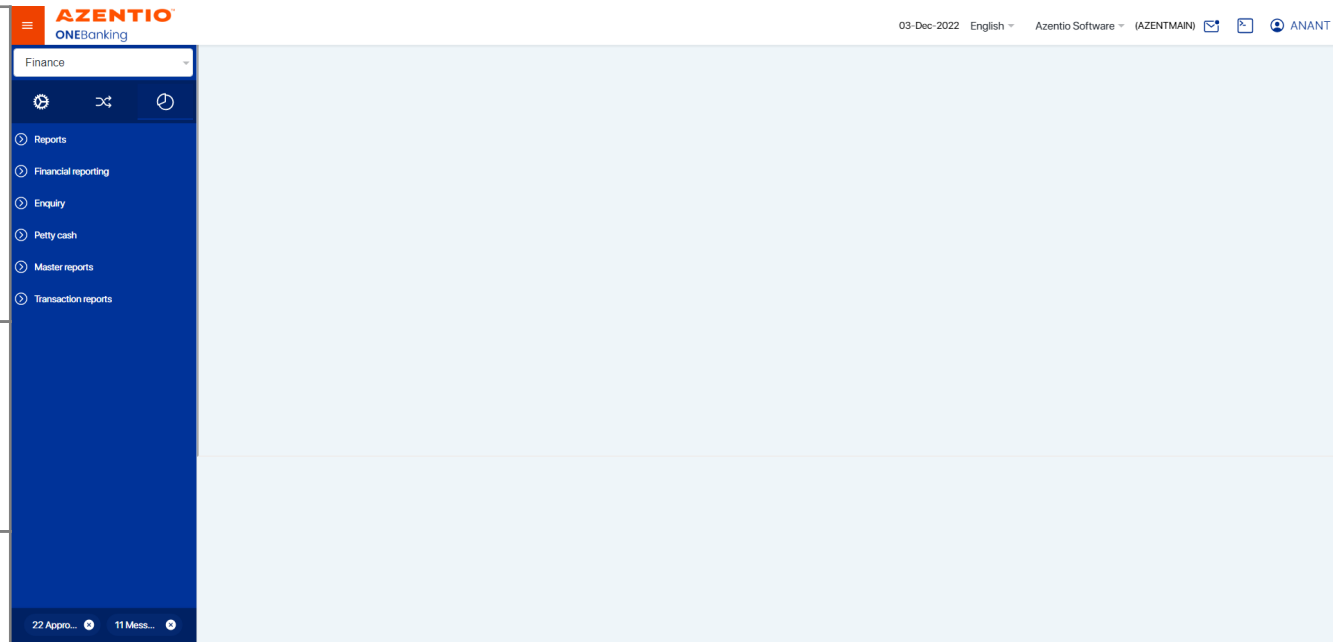 AZENTIO™
ONEBanking
03-Dec-2022 English Azentio Software (AZENTMAIN) ANANT
Finance
Reports
Financial reporting
Enquiry
Petty cash
Master reports
Transaction reports
22 Appro... 11 Mess...